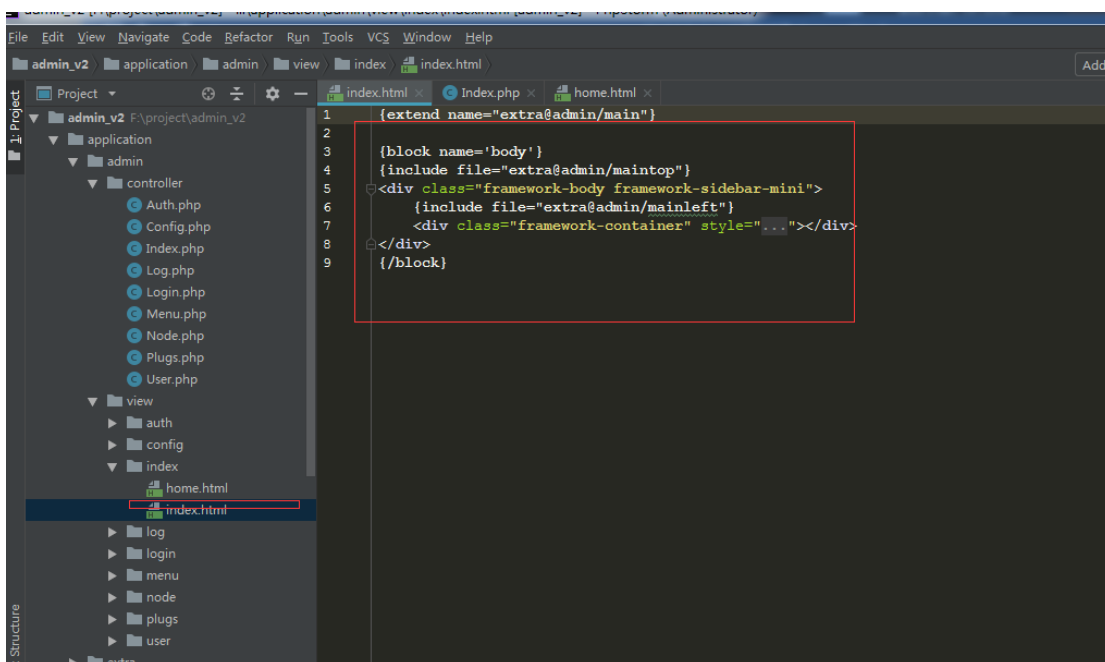 File Edit View Navigate Code Refactor Run Tools VCS Window Help
admin_v2 application admin view index index.html Add
1: Project
Project
index.html Index.php home.html
admin_v2 F:\project\admin_v2
application
admin
controller
Auth.php
Config.php
Index.php
Log.php
Login.php
Menu.php
Node.php
Plugs.php
User.php
view
auth
config
index
home.html
index.html
log
login
menu
node
plugs
user
Structure
1 {extend name="extra@admin/main"}
2
3 {block name='body'}
4 {include file="extra@admin/maintop"}
5 <div class="framework-body framework-sidebar-mini">
6 {include file="extra@admin/mainleft"}
7 <div class="framework-container" style="..."></div>
8 </div>
9 {/block}